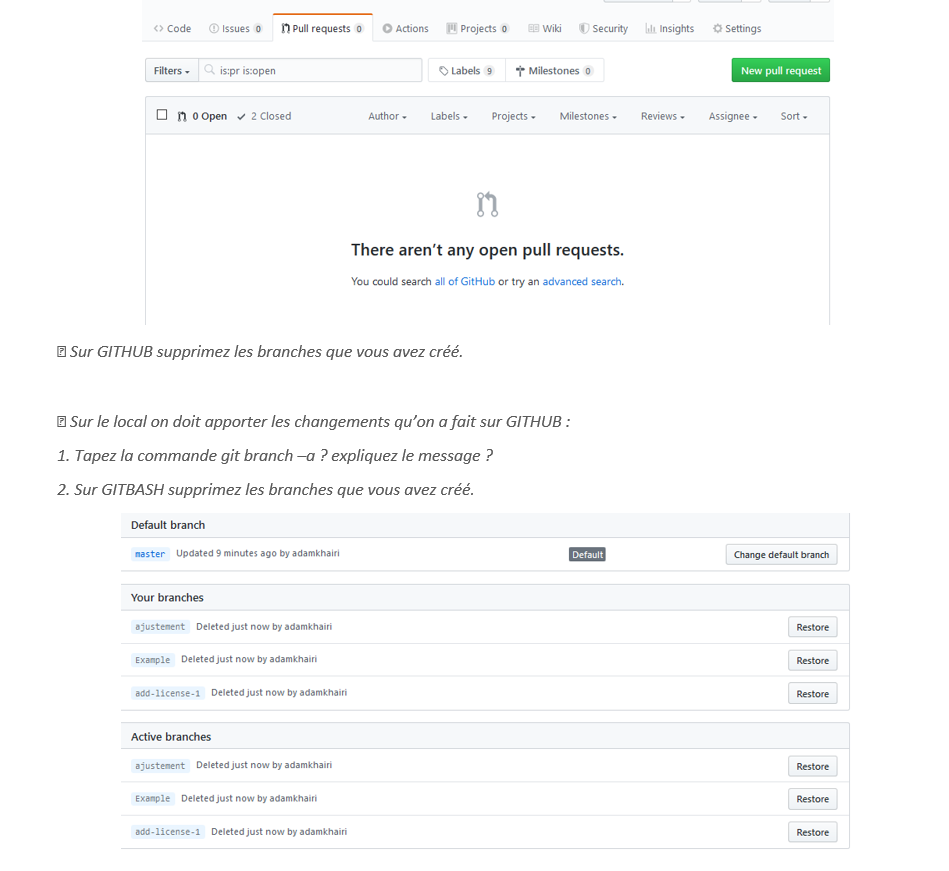 Code Issues 0 Pull requests 0 Actions Projects 0 Wiki Security Insights Settings
Filters is:pr is:open Labels 9 Milestones 0 New pull request
0 Open 2 Closed Author Labels Projects Milestones Reviews Assignee Sort
There aren't any open pull requests.
You could search all of GitHub or try an advanced search.
Sur GITHUB supprimez les branches que vous avez créé.
Sur le local on doit apporter les changements qu'on a fait sur GITHUB :
1. Tapez la commande git branch –a ? expliquez le message ?
2. Sur GITBASH supprimez les branches que vous avez créé.
Default branch
master Updated 9 minutes ago by adamkhairi Default Change default branch
Your branches
ajustement Deleted just now by adamkhairi Restore
Example Deleted just now by adamkhairi Restore
add-license-1 Deleted just now by adamkhairi Restore
Active branches
ajustement Deleted just now by adamkhairi Restore
Example Deleted just now by adamkhairi Restore
add-license-1 Deleted just now by adamkhairi Restore